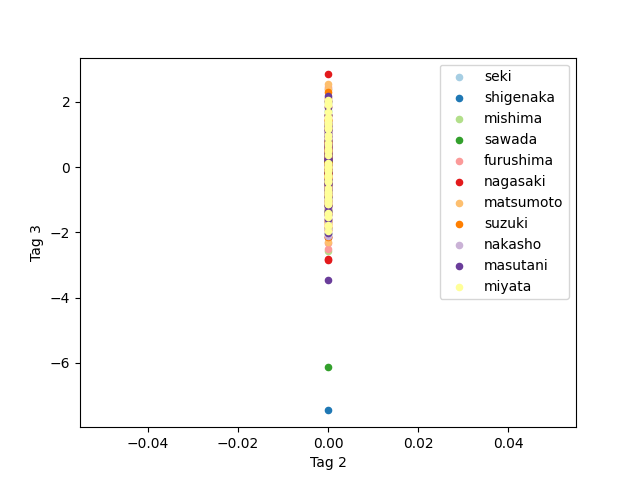 seki
shigenaka
mishima
sawada
furushima
nagasaki
matsumoto
suzuki
nakasho
masutani
miyata
2
0
−2
−4
−6
Tag 3
−0.04
−0.02
0.00
0.02
0.04
Tag 2